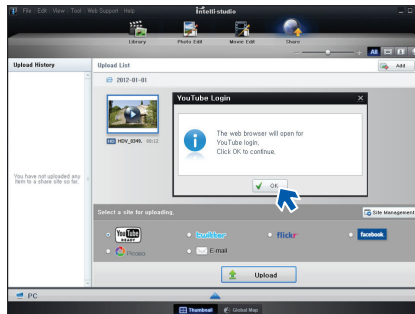 File Edit View Tool Web Support Help
Intelli-studio
Library Photo Edit Movie Edit Share
All
Upload History
Upload List
Add
2012-01-01
HDV_0349. 00:12
YouTube Login
The web browser will open for
YouTube login.
Click OK to continue.
OK
You have not uploaded any
item to a share site so far.
Select a site for uploading.
Site Management
YouTube READY
twitter
flickr
facebook
Picasa
E-mail
Upload
PC
Thumbnail Global Map